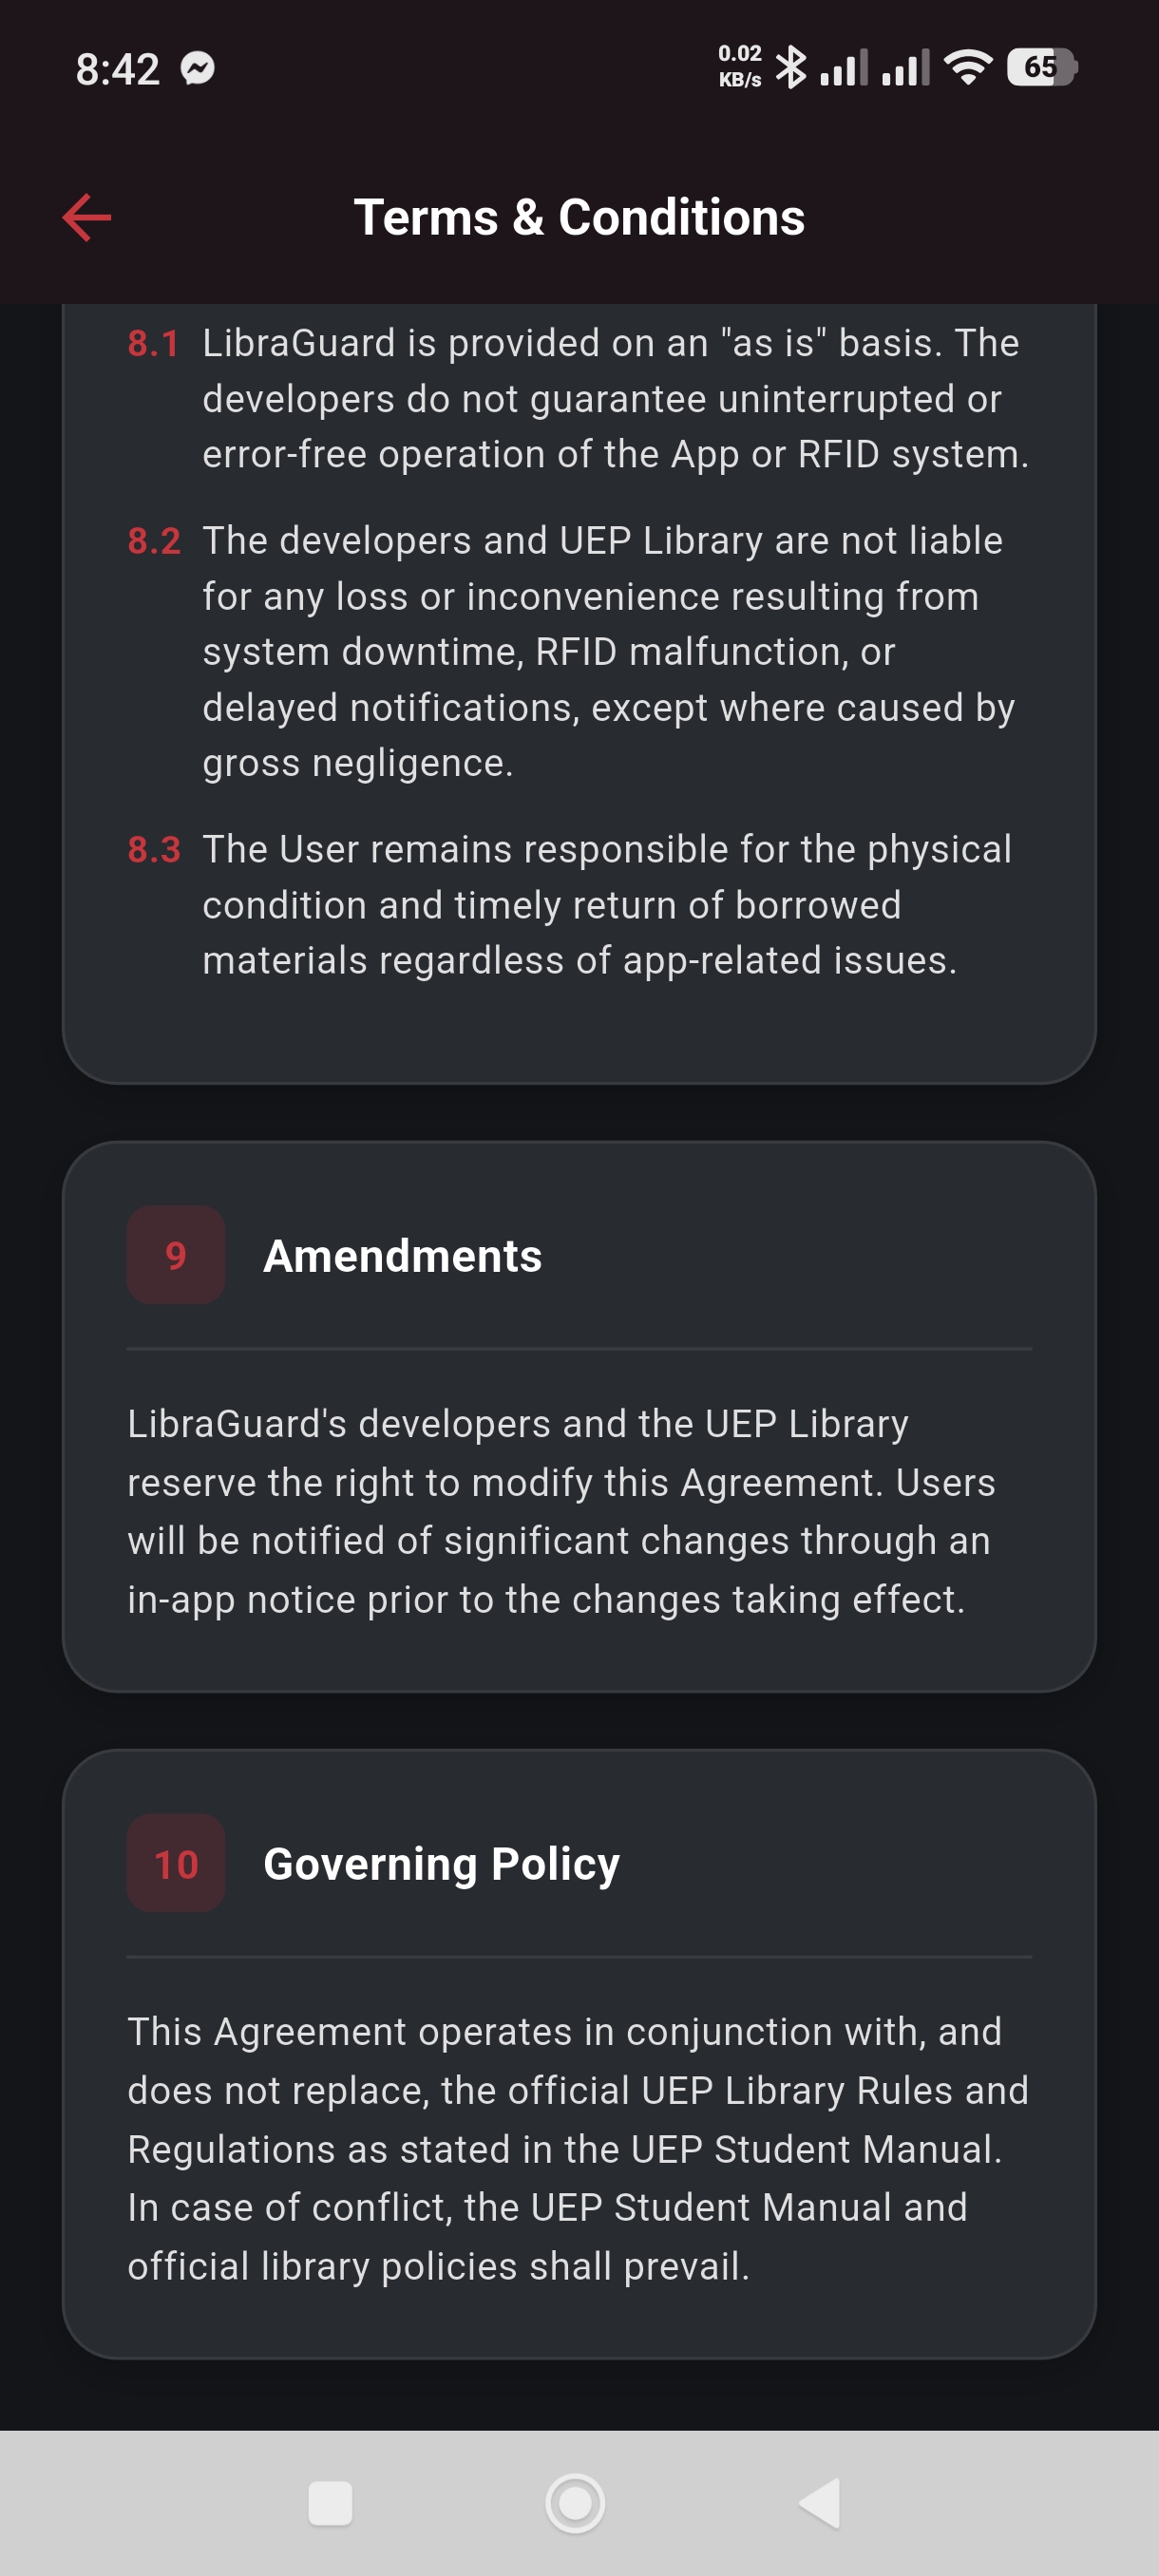 8:42
0.02
KB/s
65
Terms & Conditions
8.1 LibraGuard is provided on an "as is" basis. The
developers do not guarantee uninterrupted or
error-free operation of the App or RFID system.
8.2 The developers and UEP Library are not liable
for any loss or inconvenience resulting from
system downtime, RFID malfunction, or
delayed notifications, except where caused by
gross negligence.
8.3 The User remains responsible for the physical
condition and timely return of borrowed
materials regardless of app-related issues.
9 Amendments
LibraGuard's developers and the UEP Library
reserve the right to modify this Agreement. Users
will be notified of significant changes through an
in-app notice prior to the changes taking effect.
10 Governing Policy
This Agreement operates in conjunction with, and
does not replace, the official UEP Library Rules and
Regulations as stated in the UEP Student Manual.
In case of conflict, the UEP Student Manual and
official library policies shall prevail.